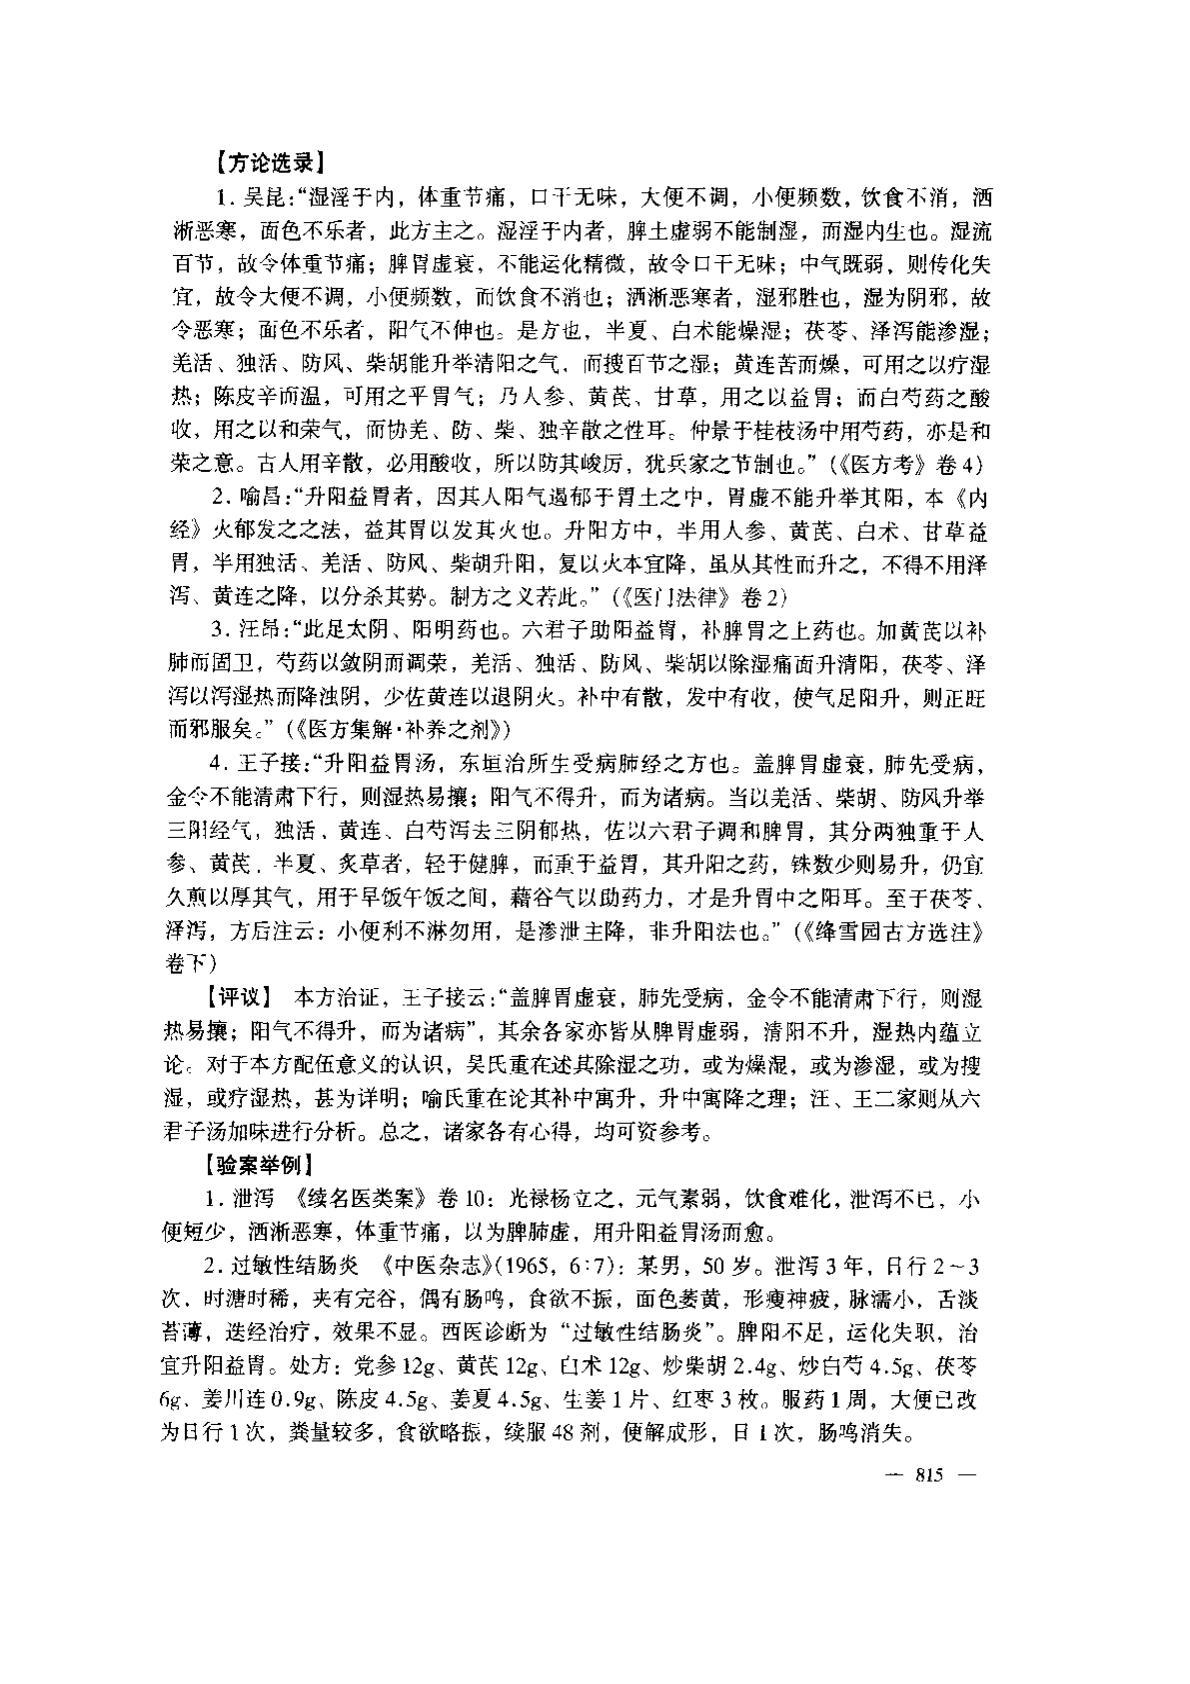 【方论选录】
1. 吴昆:“湿淫于内，体重节痛，口干无味，大便不调，小便频数，饮食不消，洒
淅恶寒，面色不乐者，此方主之。湿淫于内者，脾土虚弱不能制湿，而湿内生也。湿流
百节，故令体重节痛；脾胃虚衰，不能运化精微，故令口干无味；中气既弱，则传化失
宜，故令大便不调，小便频数，而饮食不消也；洒淅恶寒者，湿邪胜也，湿为阴邪，故
令恶寒；面色不乐者，阳气不伸也。是方也，半夏、白术能燥湿；茯苓、泽泻能渗湿；
羌活、独活、防风、柴胡能升举清阳之气，而搜百节之湿；黄连苦而燥，可用之以疗湿
热；陈皮辛而温，可用之平胃气；乃人参、黄芪、甘草，用之以益胃；而白芍药之酸
收，用之以和荣气，而协羌、防、柴、独辛散之性耳。仲景于桂枝汤中用芍药，亦是和
荣之意。古人用辛散，必用酸收，所以防其峻厉，犹兵家之节制也。”(《医方考》卷 4)
2. 喻昌:“升阳益胃者，因其人阳气遏郁于胃土之中，胃虚不能升举其阳，本《内
经》火郁发之之法，益其胃以发其火也。升阳方中，半用人参、黄芪、白术、甘草益
胃，半用独活、羌活、防风、柴胡升阳，复以火本宜降，虽从其性而升之，不得不用泽
泻、黄连之降，以分杀其势。制方之义若此。”(《医门法律》卷 2)
3. 汪昂:“此足太阴、阳明药也。六君子助阳益胃，补脾胃之上药也。加黄芪以补
肺而固卫，芍药以敛阴而调荣，羌活、独活、防风、柴胡以除湿痛面升清阳，茯苓、泽
泻以泻湿热而降浊阴，少佐黄连以退阴火。补中有散，发中有收，使气足阳升，则正旺
而邪服矣。”(《医方集解·补养之剂》)
4. 王子接:“升阳益胃汤，东垣治所生受病肺经之方也。盖脾胃虚衰，肺先受病，
金令不能清肃下行，则湿热易攘；阳气不得升，而为诸病。当以羌活、柴胡、防风升举
三阳经气，独活、黄连、白芍泻去三阴郁热，佐以六君子调和脾胃，其分两独重于人
参、黄芪、半夏、炙草者，轻于健脾，而重于益胃，其升阳之药，铢数少则易升，仍宜
久煎以厚其气，用于早饭午饭之间，藉谷气以助药力，才是升胃中之阳耳。至于茯苓、
泽泻，方后注云：小便利不淋勿用，是渗泄主降，非升阳法也。”(《绛雪园古方选注》
卷下)
【评议】 本方治证，王子接云:“盖脾胃虚衰，肺先受病，金令不能清肃下行，则湿
热易攘；阳气不得升，而为诸病”，其余各家亦皆从脾胃虚弱，清阳不升，湿热内蕴立
论。对于本方配伍意义的认识，吴氏重在述其除湿之功，或为燥湿，或为渗湿，或为搜
湿，或疗湿热，甚为详明；喻氏重在论其补中寓升，升中寓降之理；汪、王二家则从六
君子汤加味进行分析。总之，诸家各有心得，均可资参考。
【验案举例】
1. 泄泻 《续名医类案》卷 10：光禄杨立之，元气素弱，饮食难化，泄泻不已，小
便短少，洒淅恶寒，体重节痛，以为脾肺虚，用升阳益胃汤而愈。
2. 过敏性结肠炎 《中医杂志》(1965，6:7)：某男，50 岁。泄泻 3 年，日行 2～3
次，时溏时稀，夹有完谷，偶有肠鸣，食欲不振，面色萎黄，形瘦神疲，脉濡小，舌淡
苔薄，迭经治疗，效果不显。西医诊断为“过敏性结肠炎”。脾阳不足，运化失职，治
宜升阳益胃。处方：党参 12g、黄芪 12g、白术 12g、炒柴胡 2.4g、炒白芍 4.5g、茯苓
6g、姜川连 0.9g、陈皮 4.5g、姜夏 4.5g、生姜 1 片、红枣 3 枚。服药 1 周，大便已改
为日行 1 次，粪量较多，食欲略振，续服 48 剂，便解成形，日 1 次，肠鸣消失。
— 815 —